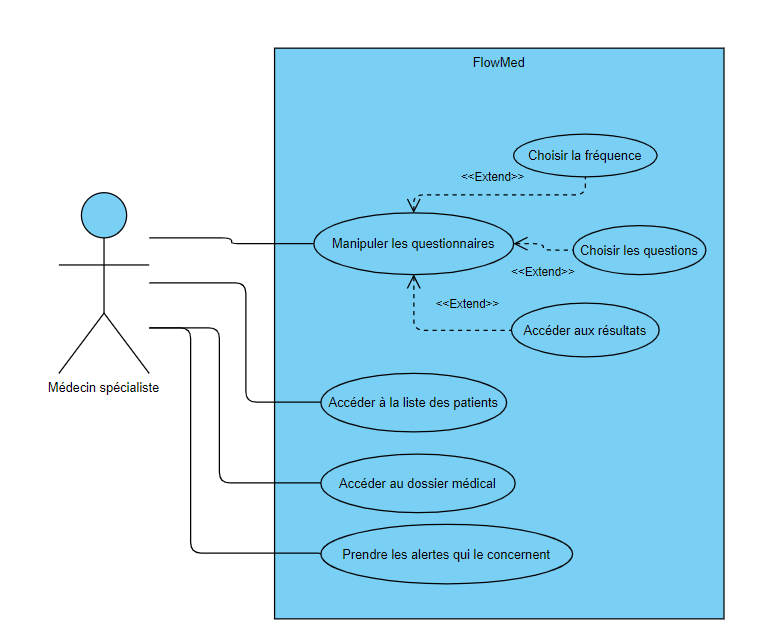 FlowMed
Choisir la fréquence
<<Extend>>
Manipuler les questionnaires
Choisir les questions
<<Extend>>
<<Extend>>
Accéder aux résultats
Médecin spécialiste
Accéder à la liste des patients
Accéder au dossier médical
Prendre les alertes qui le concernent